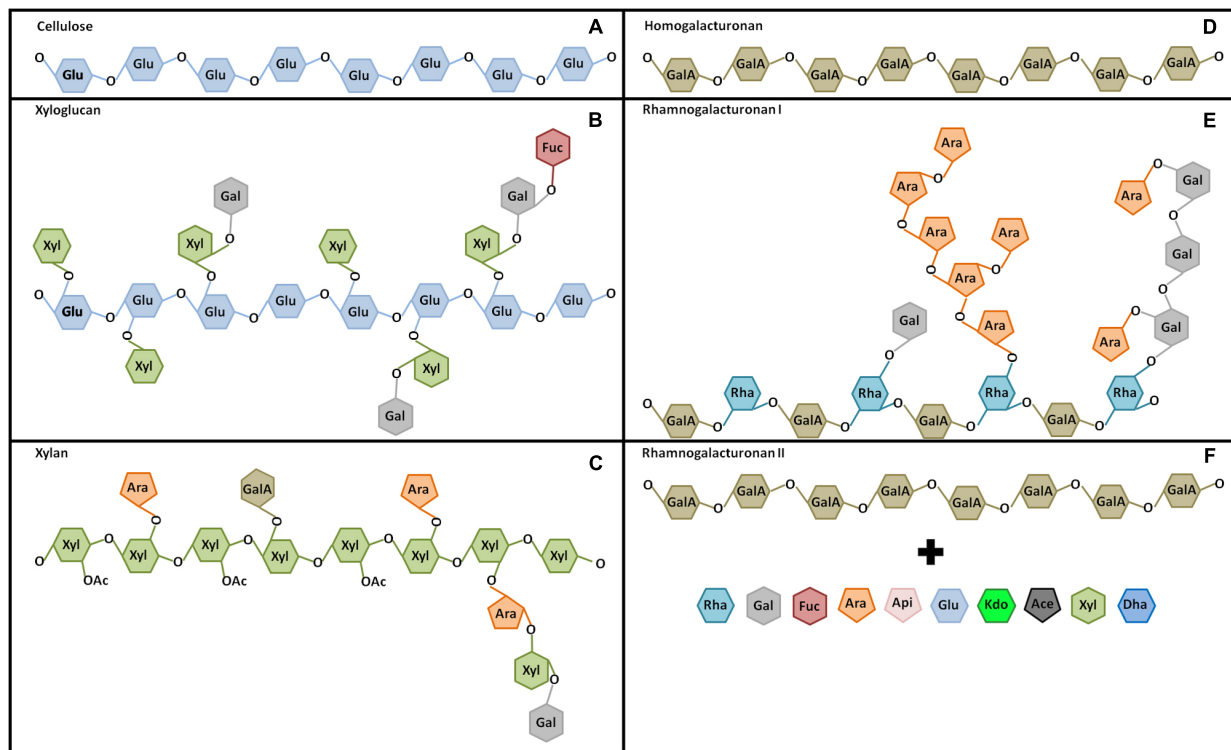 Cellulose A
O Glu O Glu O Glu O Glu O Glu O Glu O Glu O Glu O
Xyloglucan B
Fuc
Gal Gal O
Xyl Xyl O Xyl Xyl O
O O O O
O Glu O Glu O Glu O Glu O Glu O Glu O Glu O Glu O
O O
Xyl O Xyl
Gal
Xylan C
Ara GalA Ara
O O O
O Xyl O Xyl O Xyl O Xyl O Xyl O Xyl O Xyl O Xyl O
OAc OAc OAc O
Ara
O
Xyl O
Gal
Homogalacturonan D
O GalA O GalA O GalA O GalA O GalA O GalA O GalA O GalA O
Rhamnogalacturonan I E
Ara
Ara O O Gal
Ara
O O
Ara Ara
O O Gal
Ara
O
Gal O Ara Ara O Gal
O O O
O Rha O Rha O Rha O Rha O
GalA O GalA O GalA O GalA O
Rhamnogalacturonan II F
O GalA O GalA O GalA O GalA O GalA O GalA O GalA O GalA O
Rha Gal Fuc Ara Api Glu Kdo Ace Xyl Dha